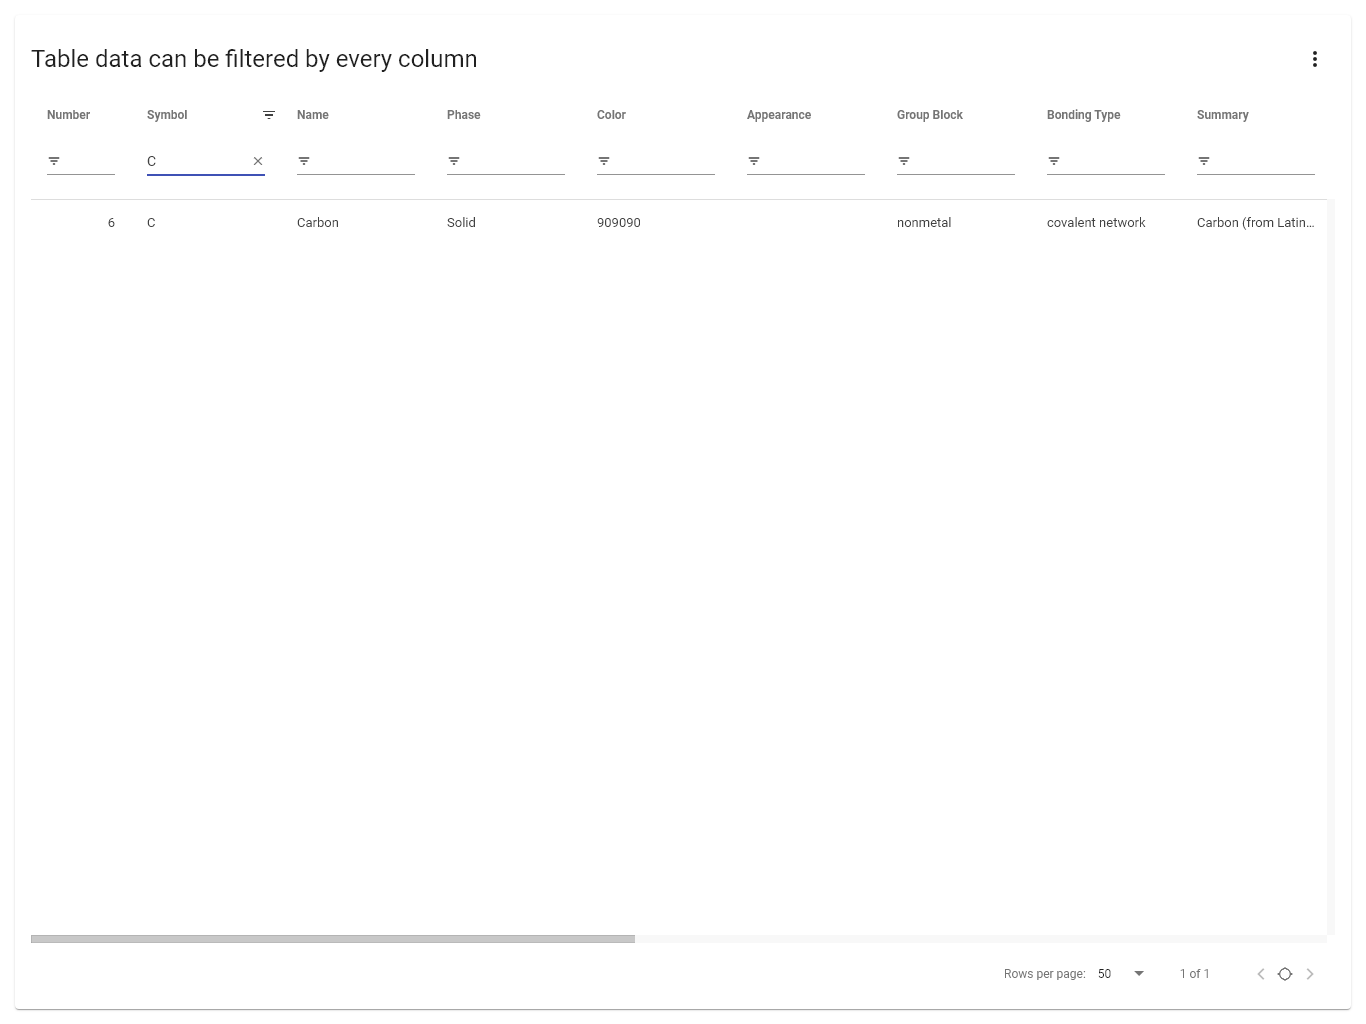 Table data can be filtered by every column
Number Symbol Name Phase Color Appearance Group Block Bonding Type Summary
C
6 C Carbon Solid 909090 nonmetal covalent network Carbon (from Latin...
Rows per page: 50 1 of 1